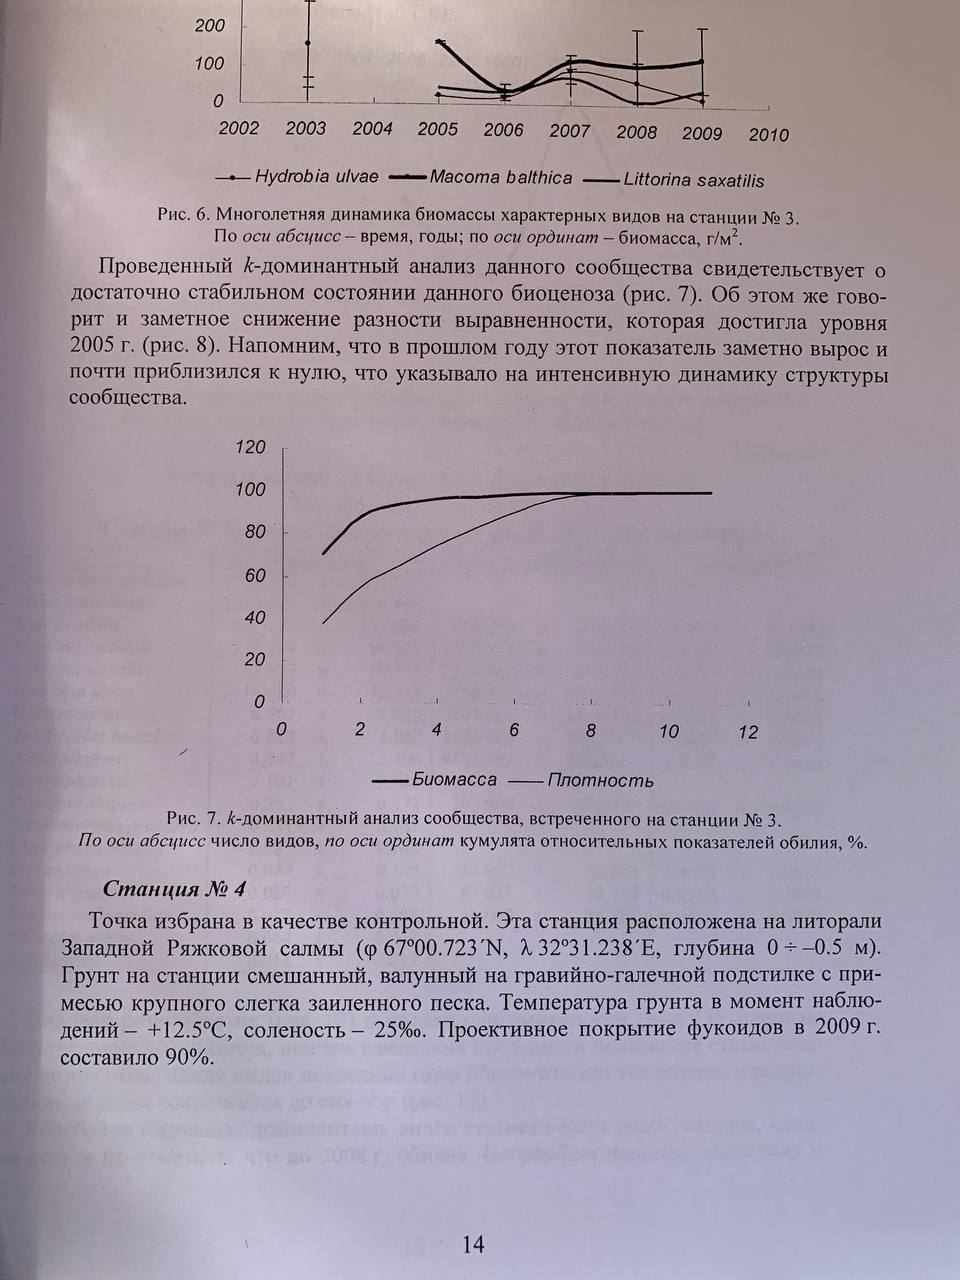 200
100
0
2002 2003 2004 2005 2006 2007 2008 2009 2010
Hydrobia ulvae Macoma balthica Littorina saxatilis
Рис. 6. Многолетняя динамика биомассы характерных видов на станции № 3.
По оси абсцисс – время, годы; по оси ординат – биомасса, г/м².
Проведенный k-доминантный анализ данного сообщества свидетельствует о
достаточно стабильном состоянии данного биоценоза (рис. 7). Об этом же гово-
рит и заметное снижение разности выравненности, которая достигла уровня
2005 г. (рис. 8). Напомним, что в прошлом году этот показатель заметно вырос и
почти приблизился к нулю, что указывало на интенсивную динамику структуры
сообщества.
120
100
80
60
40
20
0
0 2 4 6 8 10 12
Биомасса Плотность
Рис. 7. k-доминантный анализ сообщества, встреченного на станции № 3.
По оси абсцисс число видов, по оси ординат кумулята относительных показателей обилия, %.
Станция № 4
Точка избрана в качестве контрольной. Эта станция расположена на литорали
Западной Ряжковой салмы (φ 67º00.723´N, λ 32º31.238´E, глубина 0 ÷ –0.5 м).
Грунт на станции смешанный, валунный на гравийно-галечной подстилке с при-
месью крупного слегка заиленного песка. Температура грунта в момент наблю-
дений – +12.5ºС, соленость – 25‰. Проективное покрытие фукоидов в 2009 г.
составило 90%.
14